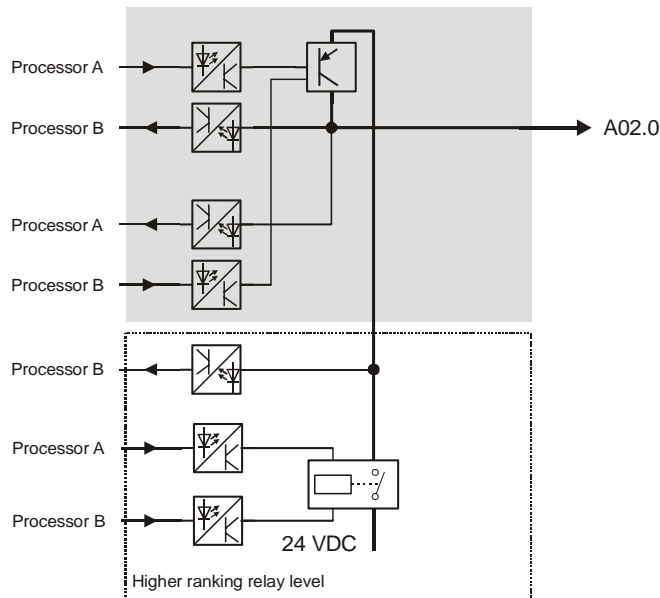 Processor A
Processor B
A02.0
Processor A
Processor B
Processor B
Processor A
Processor B
24 VDC
Higher ranking relay level